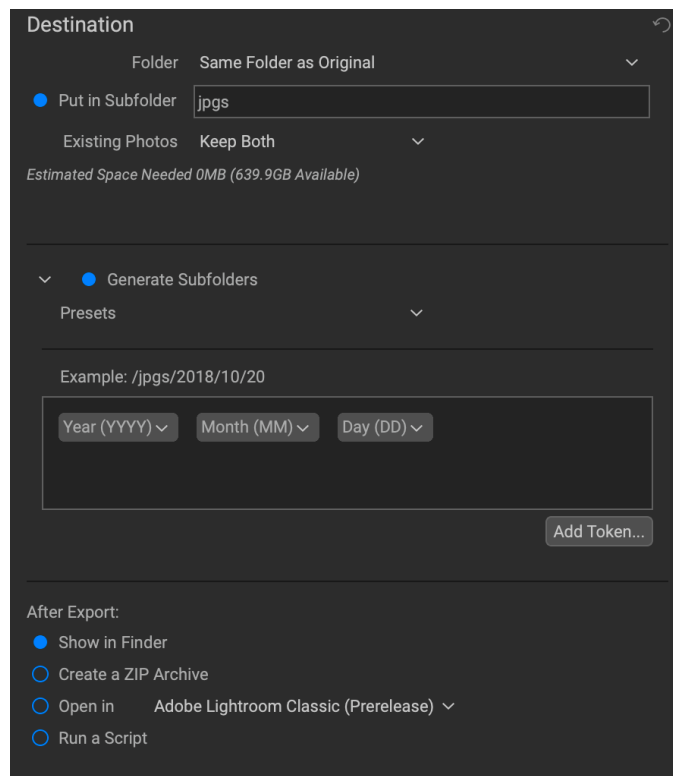 Destination
Folder Same Folder as Original
Put in Subfolder jpgs
Existing Photos Keep Both
Estimated Space Needed 0MB (639.9GB Available)
Generate Subfolders
Presets
Example: /jpgs/2018/10/20
Year (YYYY) Month (MM) Day (DD)
Add Token...
After Export:
Show in Finder
Create a ZIP Archive
Open in Adobe Lightroom Classic (Prerelease)
Run a Script